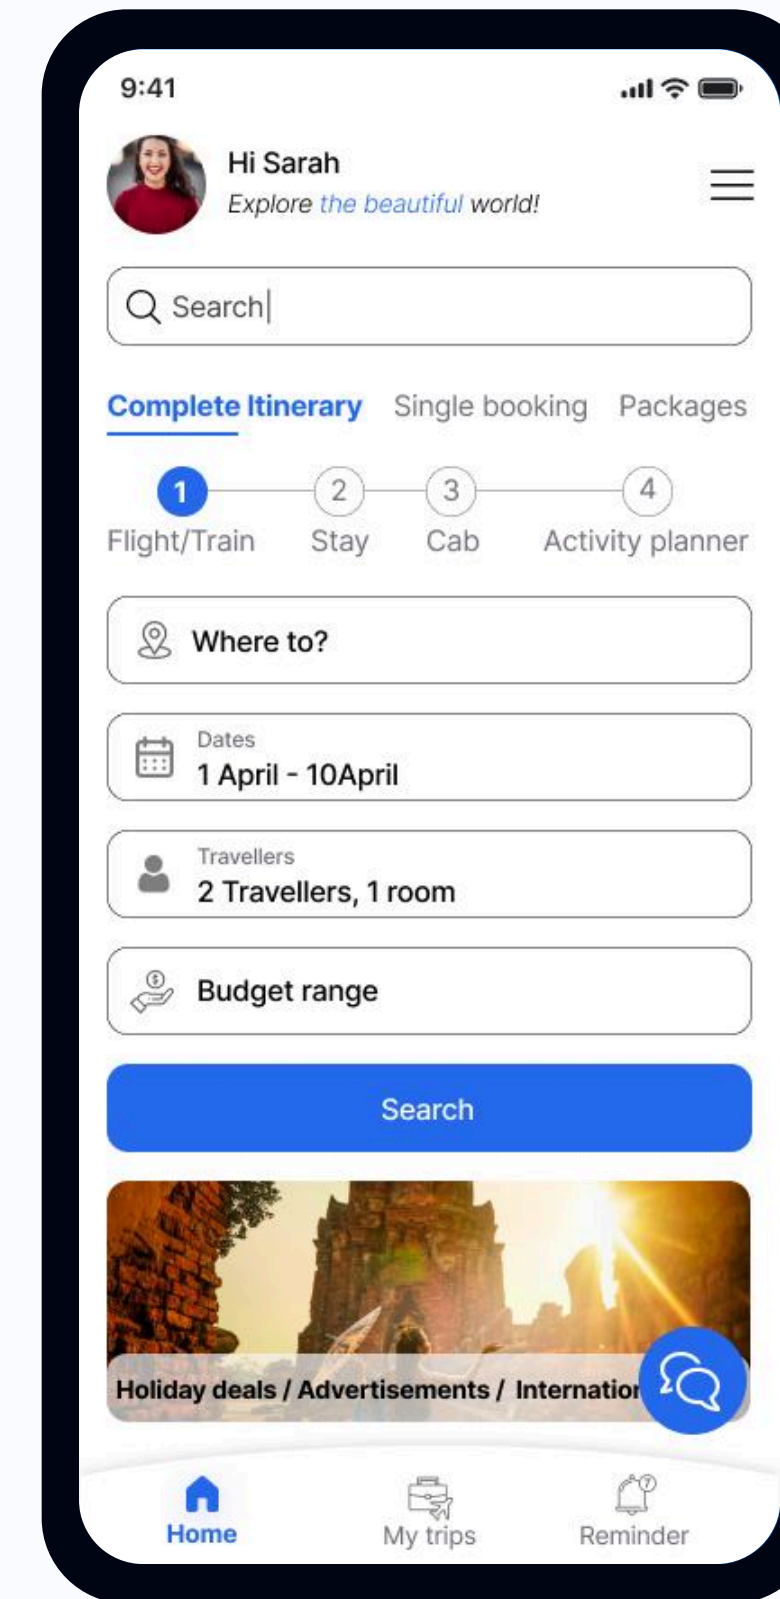 9:41
Hi Sarah
Explore the beautiful world!
Search
Complete Itinerary Single booking Packages
1 2 3 4
Flight/Train Stay Cab Activity planner
Where to?
Dates
1 April - 10April
Travellers
2 Travellers, 1 room
$
Budget range
Search
Holiday deals / Advertisements / Internation
7
Home My trips Reminder